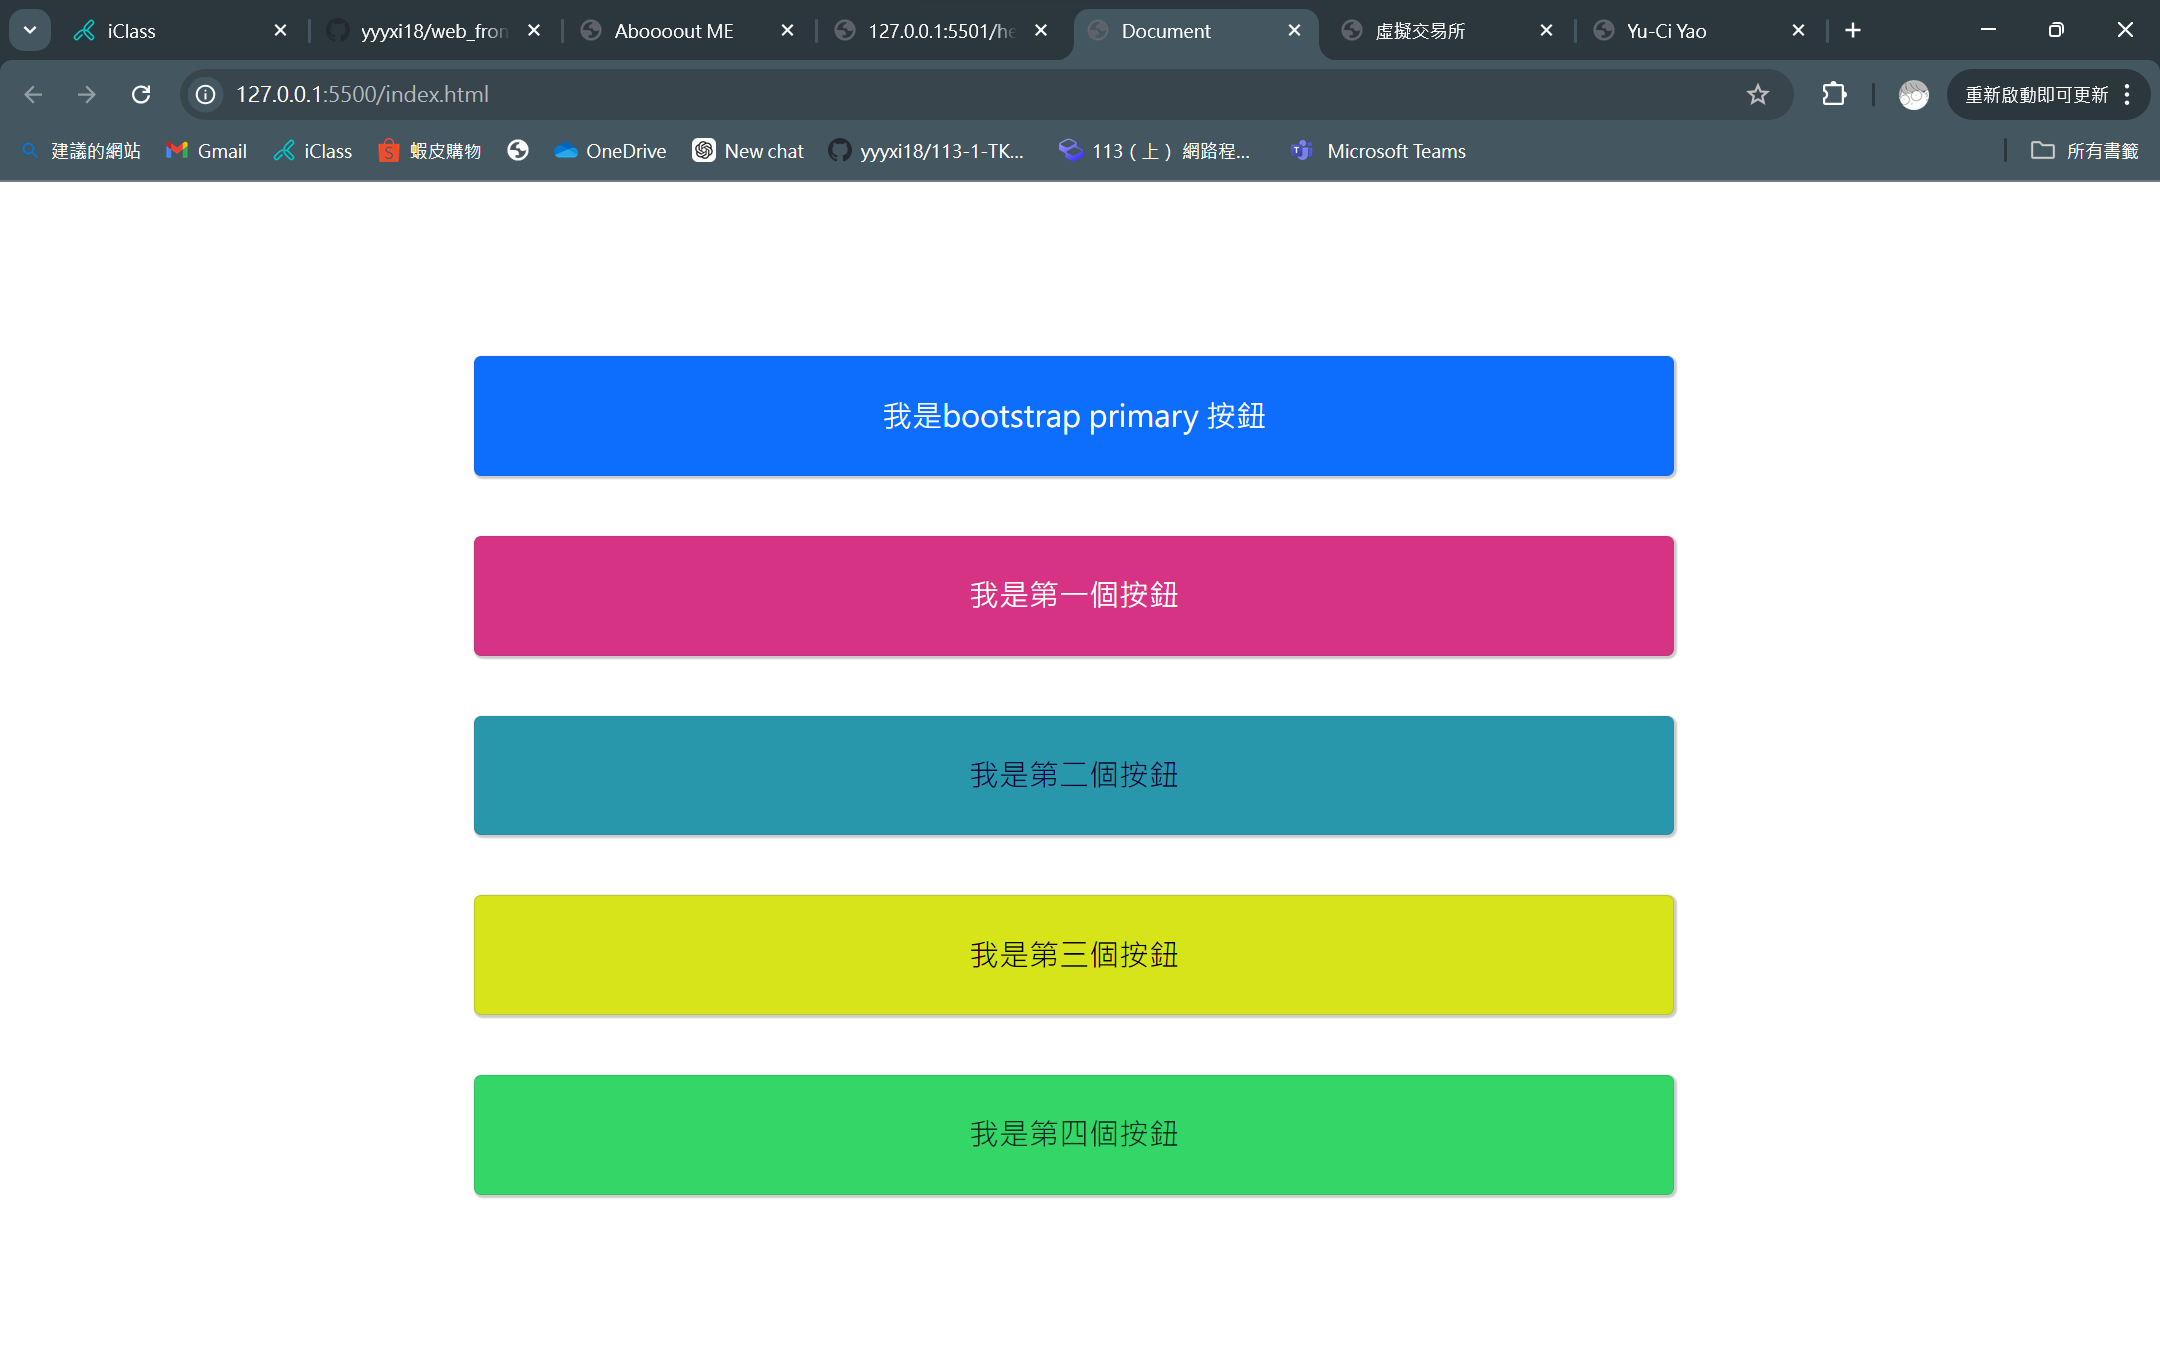 iClass
yyyxi18/web_fron
Aboooout ME
127.0.0.1:5501/he
Document
虛擬交易所
Yu-Ci Yao
127.0.0.1:5500/index.html
重新啟動即可更新
建議的網站
Gmail
iClass
蝦皮購物
OneDrive
New chat
yyyxi18/113-1-TK...
113（上）網路程...
Microsoft Teams
所有書籤
我是bootstrap primary 按鈕
我是第一個按鈕
我是第二個按鈕
我是第三個按鈕
我是第四個按鈕